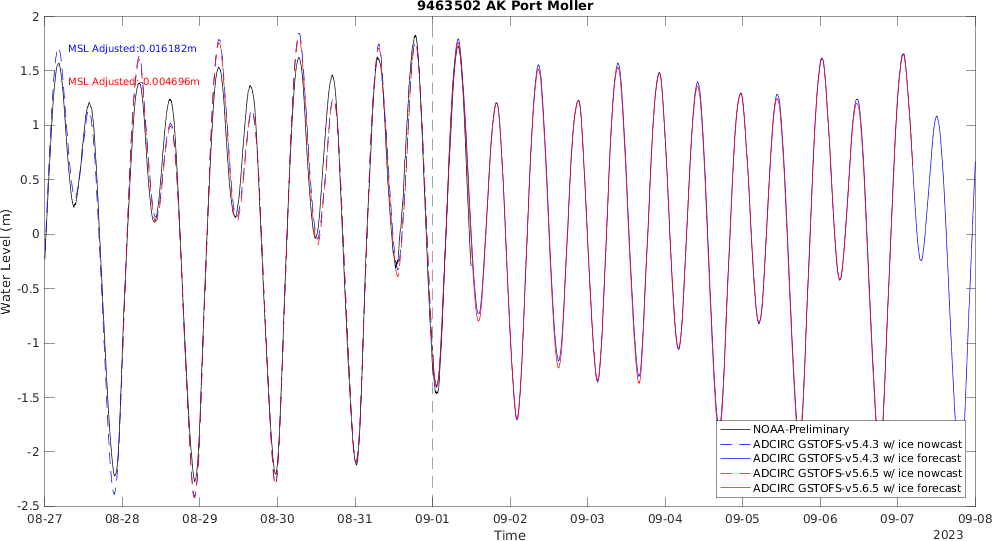 9463502 AK Port Moller
MSL Adjusted:0.016182m
MSL Adjusted:-0.004696m
Water Level (m)
2
1.5
1
0.5
0
-0.5
-1
-1.5
-2
-2.5
NOAA-Preliminary
ADCIRC GSTOFS-v5.4.3 w/ ice nowcast
ADCIRC GSTOFS-v5.4.3 w/ ice forecast
ADCIRC GSTOFS-v5.6.5 w/ ice nowcast
ADCIRC GSTOFS-v5.6.5 w/ ice forecast
08-27 08-28 08-29 08-30 08-31 09-01 09-02 09-03 09-04 09-05 09-06 09-07 09-08
Time
2023